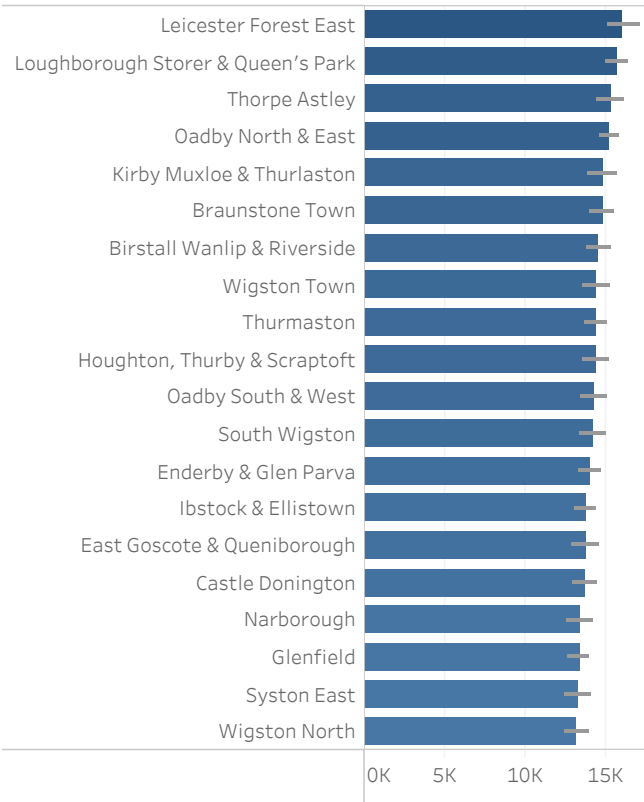 Leicester Forest East
Loughborough Storer & Queen’s Park
Thorpe Astley
Oadby North & East
Kirby Muxloe & Thurlaston
Braunstone Town
Birstall Wanlip & Riverside
Wigston Town
Thurmaston
Houghton, Thurby & Scraptoft
Oadby South & West
South Wigston
Enderby & Glen Parva
Ibstock & Ellistown
East Goscote & Queniborough
Castle Donington
Narborough
Glenfield
Syston East
Wigston North
0K 5K 10K 15K